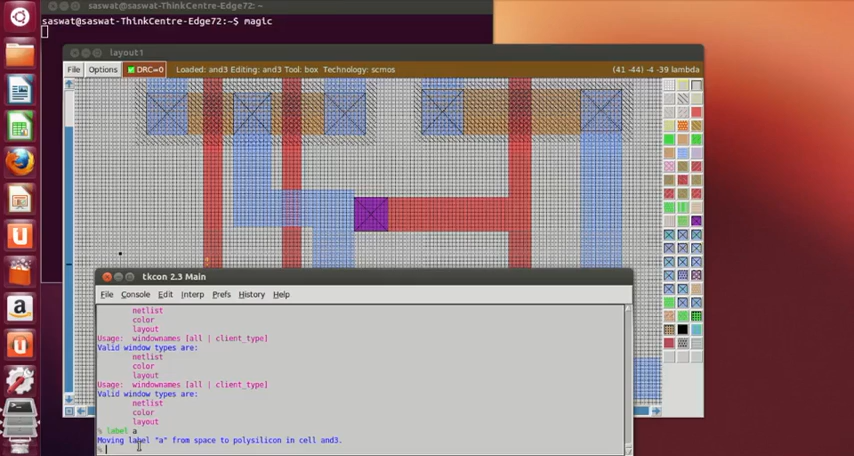 saswat@saswat-ThinkCentre-Edge72: ~
saswat@saswat-ThinkCentre-Edge72:~$ magic
layout1
File Options DRC=0 Loaded: and3 Editing: and3 Tool: box Technology: scmos (41 -44) -4 -39 lambda
tkcon 2.3 Main
File Console Edit Interp Prefs History Help
netlist
color
layout
Usage: windownames [all | client_type]
Valid window types are:
netlist
color
layout
Usage: windownames [all | client_type]
Valid window types are:
netlist
color
layout
% label a
Moving label "a" from space to polysilicon in cell and3.
%